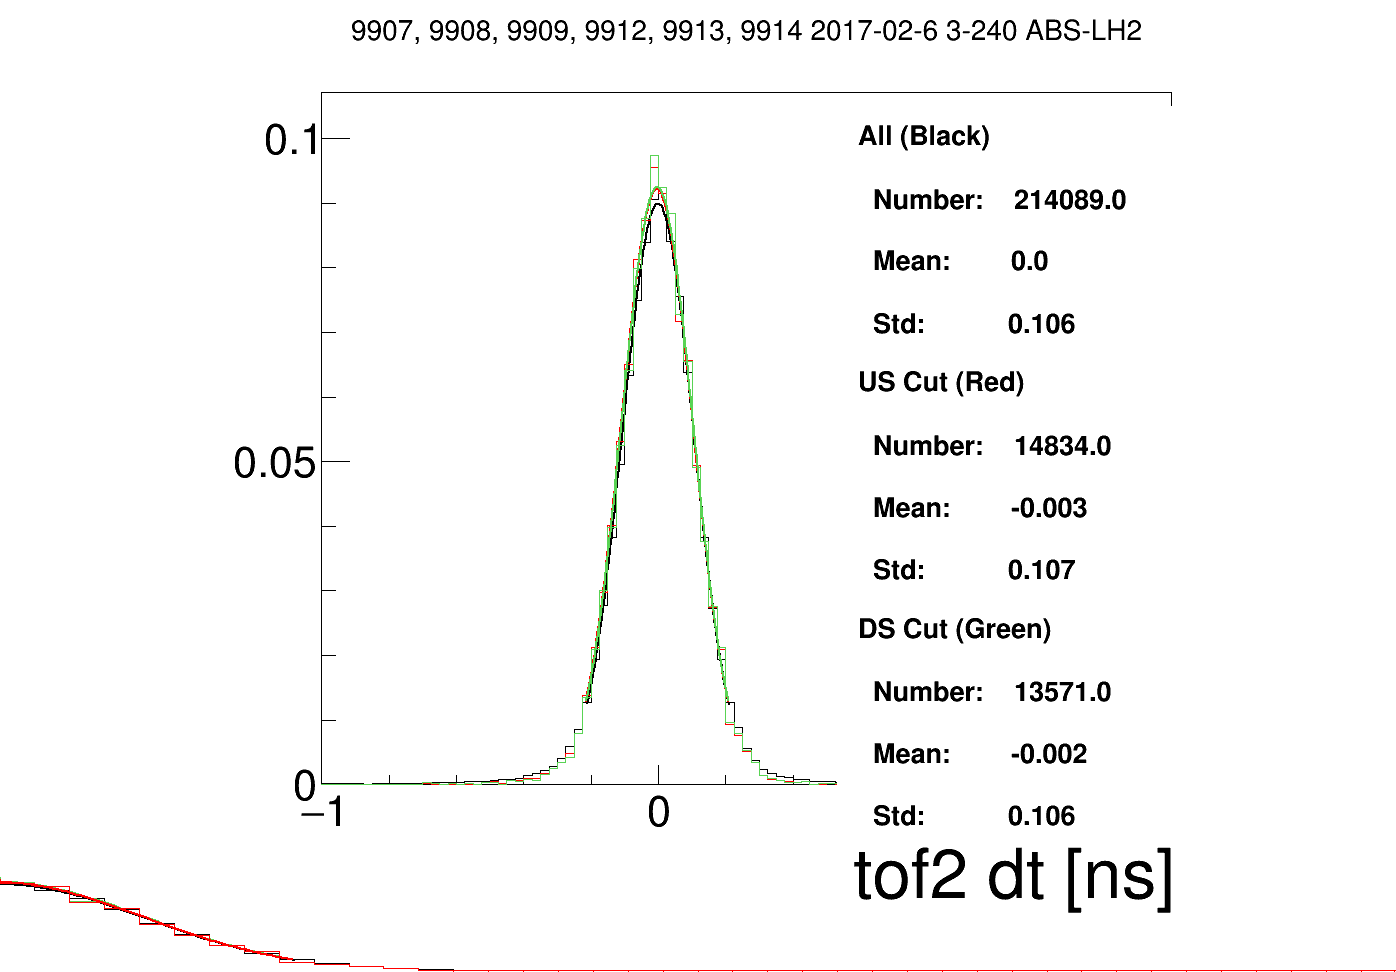 9907, 9908, 9909, 9912, 9913, 9914 2017-02-6 3-240 ABS-LH2
0.1
0.05
0
−1
0
All (Black)
Number: 214089.0
Mean: 0.0
Std: 0.106
US Cut (Red)
Number: 14834.0
Mean: -0.003
Std: 0.107
DS Cut (Green)
Number: 13571.0
Mean: -0.002
Std: 0.106
tof2 dt [ns]